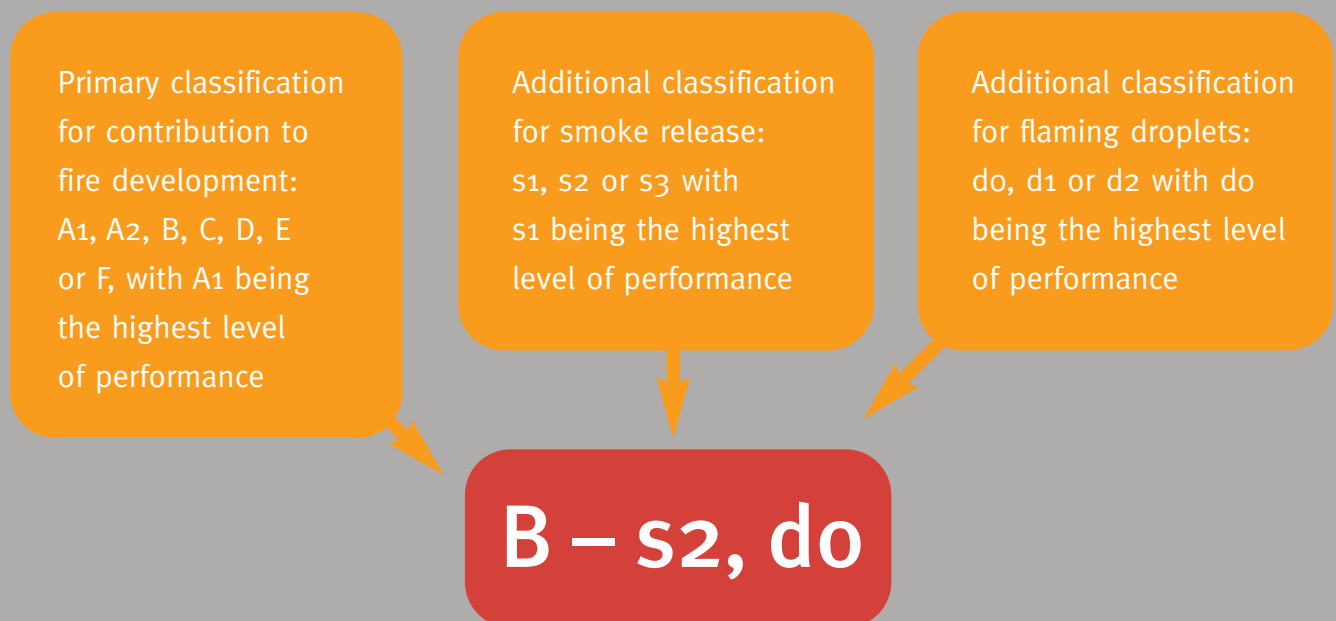 Primary classification
for contribution to
fire development:
A1, A2, B, C, D, E
or F, with A1 being
the highest level
of performance
Additional classification
for smoke release:
s1, s2 or s3 with
s1 being the highest
level of performance
Additional classification
for flaming droplets:
d0, d1 or d2 with d0
being the highest level
of performance
B – s2, d0